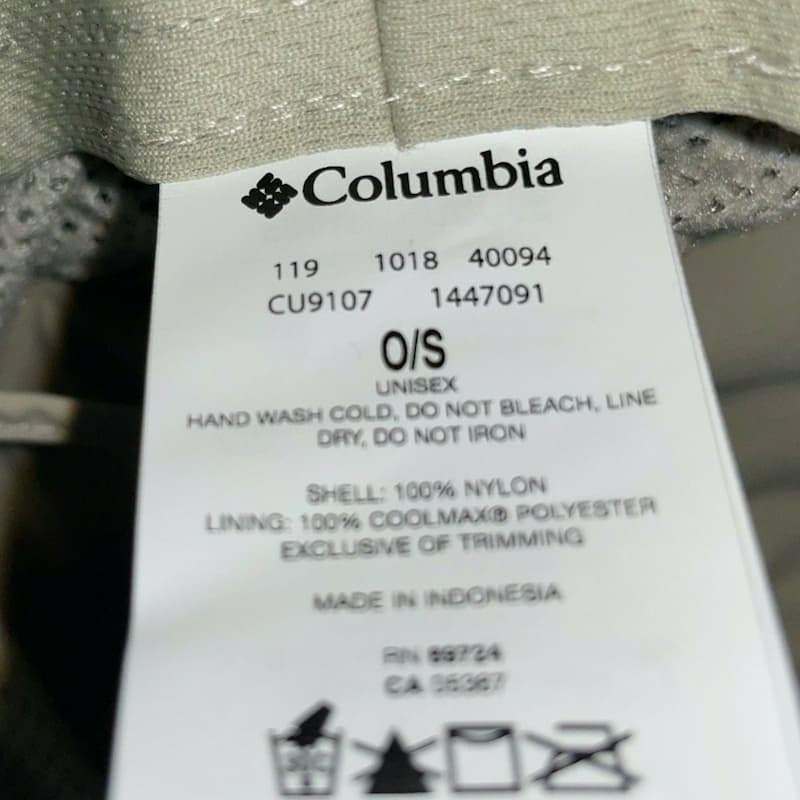 Columbia
119 1018 40094
CU9107 1447091
O/S
UNISEX
HAND WASH COLD, DO NOT BLEACH, LINE
DRY, DO NOT IRON
SHELL: 100% NYLON
LINING: 100% COOLMAX® POLYESTER
EXCLUSIVE OF TRIMMING
MADE IN INDONESIA
RN 69724
CA 05367
30C